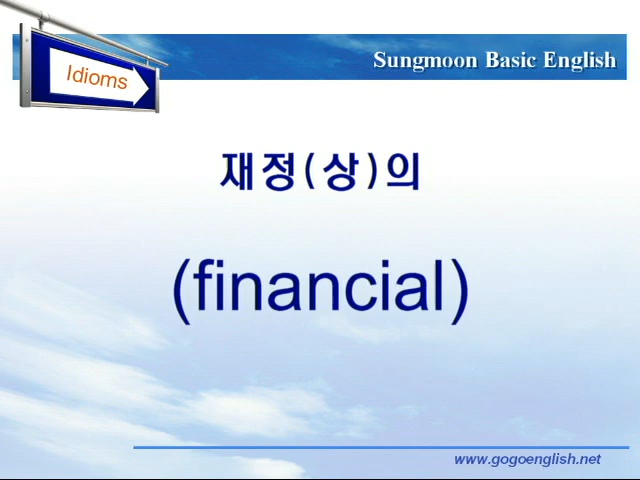 Sungmoon Basic English
Idioms
재정(상)의
(financial)
www.gogoenglish.net